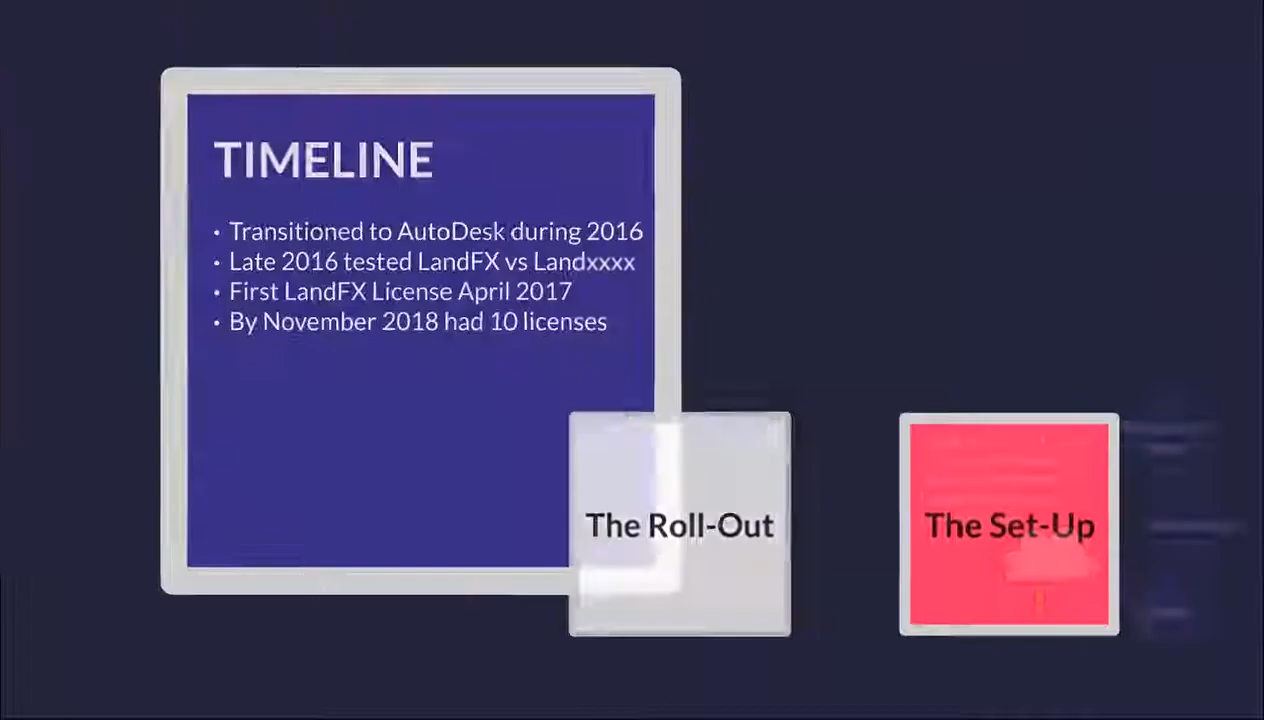 TIMELINE
• Transitioned to AutoDesk during 2016
• Late 2016 tested LandFX vs Landxxxx
• First LandFX License April 2017
• By November 2018 had 10 licenses
The Roll-Out
The Set-Up